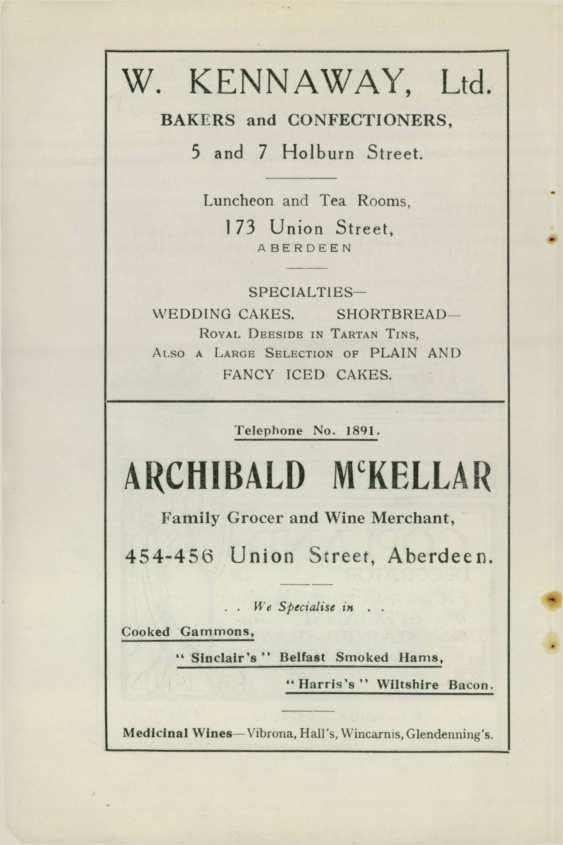 W. KENNAWAY, Ltd.
BAKERS and CONFECTIONERS,
5 and 7 Holburn Street.
Luncheon and Tea Rooms,
173 Union Street,
ABERDEEN
SPECIALTIES—
WEDDING CAKES. SHORTBREAD—
ROYAL DEESIDE IN TARTAN TINS,
ALSO A LARGE SELECTION OF PLAIN AND
FANCY ICED CAKES.
Telephone No. 1891.
ARCHIBALD McKELLAR
Family Grocer and Wine Merchant,
454-456 Union Street, Aberdeen.
. . We Specialise in . .
Cooked Gammons,
"Sinclair's" Belfast Smoked Hams,
"Harris's" Wiltshire Bacon.
Medicinal Wines—Vibrona, Hall's, Wincarnis, Glendenning's.